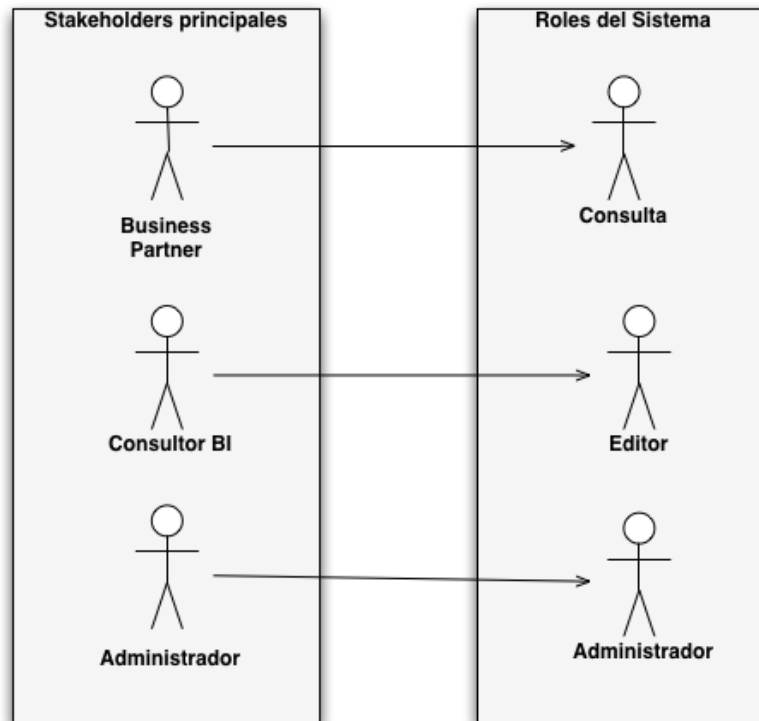 Stakeholders principales
Roles del Sistema
Business
Partner
Consulta
Consultor BI
Editor
Administrador
Administrador